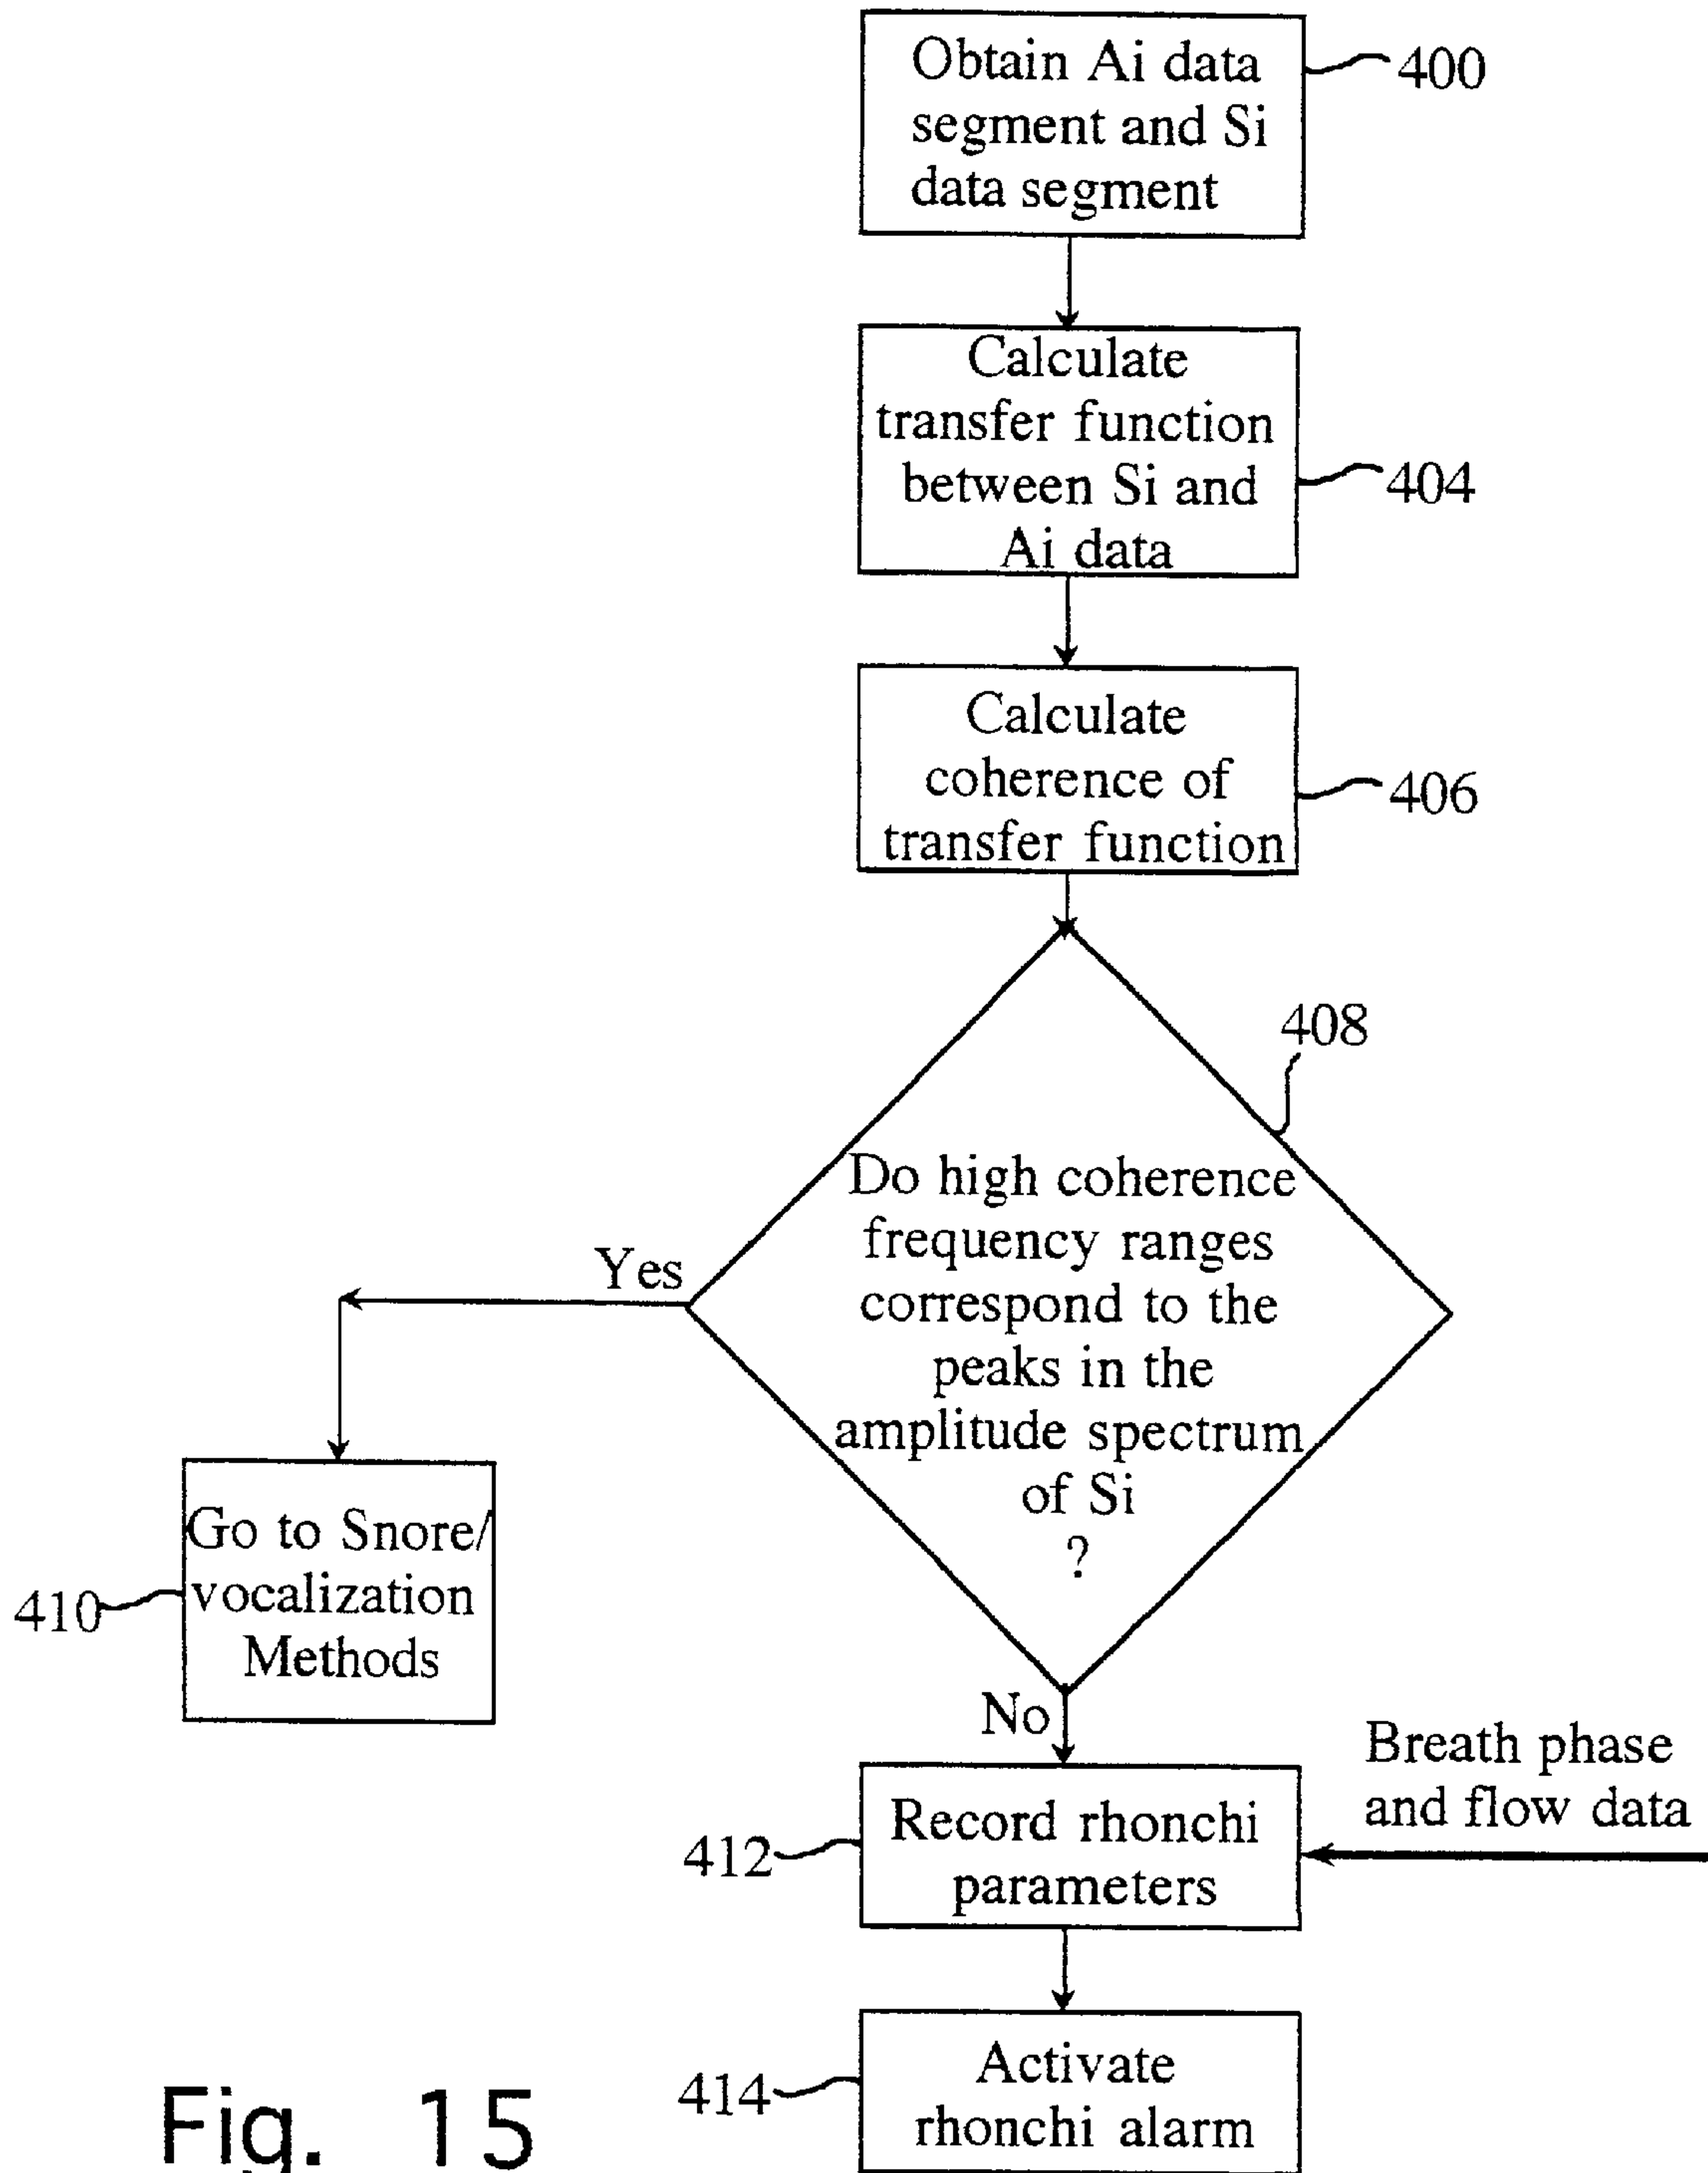 Obtain Ai data
segment and Si
data segment
400
Calculate
transfer function
between Si and
Ai data
404
Calculate
coherence of
transfer function
406
408
Do high coherence
frequency ranges
correspond to the
peaks in the
amplitude spectrum
of Si
?
Yes
Go to Snore/
vocalization
Methods
410
No
Breath phase
and flow data
Record rhonchi
parameters
412
Activate
rhonchi alarm
414
Fig. 15